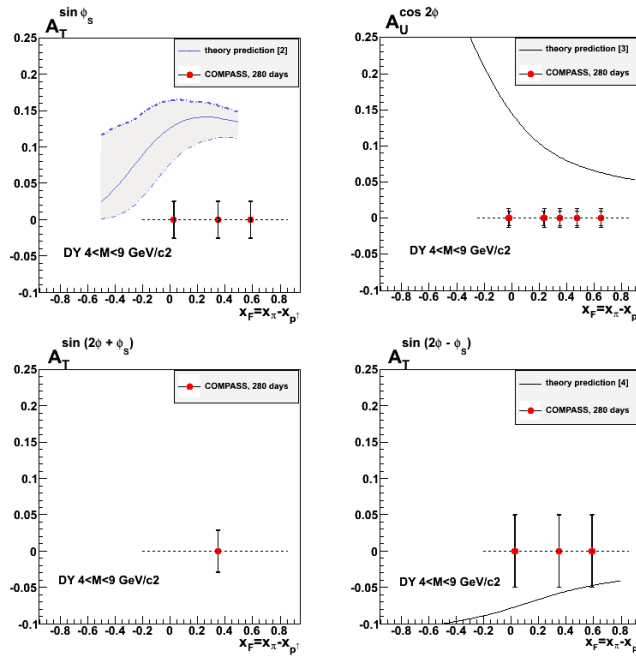 A_T^{sin ϕ_S}
theory prediction [2]
COMPASS, 280 days
0.25
0.2
0.15
0.1
0.05
0
-0.05
-0.1
DY 4<M<9 GeV/c2
-0.8 -0.6 -0.4 -0.2 0 0.2 0.4 0.6 0.8
x_F=x_π-x_{p↑}
A_U^{cos 2ϕ}
theory prediction [3]
COMPASS, 280 days
0.25
0.2
0.15
0.1
0.05
0
-0.05
-0.1
DY 4<M<9 GeV/c2
-0.8 -0.6 -0.4 -0.2 0 0.2 0.4 0.6 0.8
x_F=x_π-x_p
A_T^{sin (2ϕ + ϕ_S)}
COMPASS, 280 days
0.25
0.2
0.15
0.1
0.05
0
-0.05
-0.1
DY 4<M<9 GeV/c2
-0.8 -0.6 -0.4 -0.2 0 0.2 0.4 0.6 0.8
x_F=x_π-x_{p↑}
A_T^{sin (2ϕ - ϕ_S)}
theory prediction [4]
COMPASS, 280 days
0.25
0.2
0.15
0.1
0.05
0
-0.05
-0.1
DY 4<M<9 GeV/c2
-0.8 -0.6 -0.4 -0.2 0 0.2 0.4 0.6 0.8
x_F=x_π-x_{p↑}